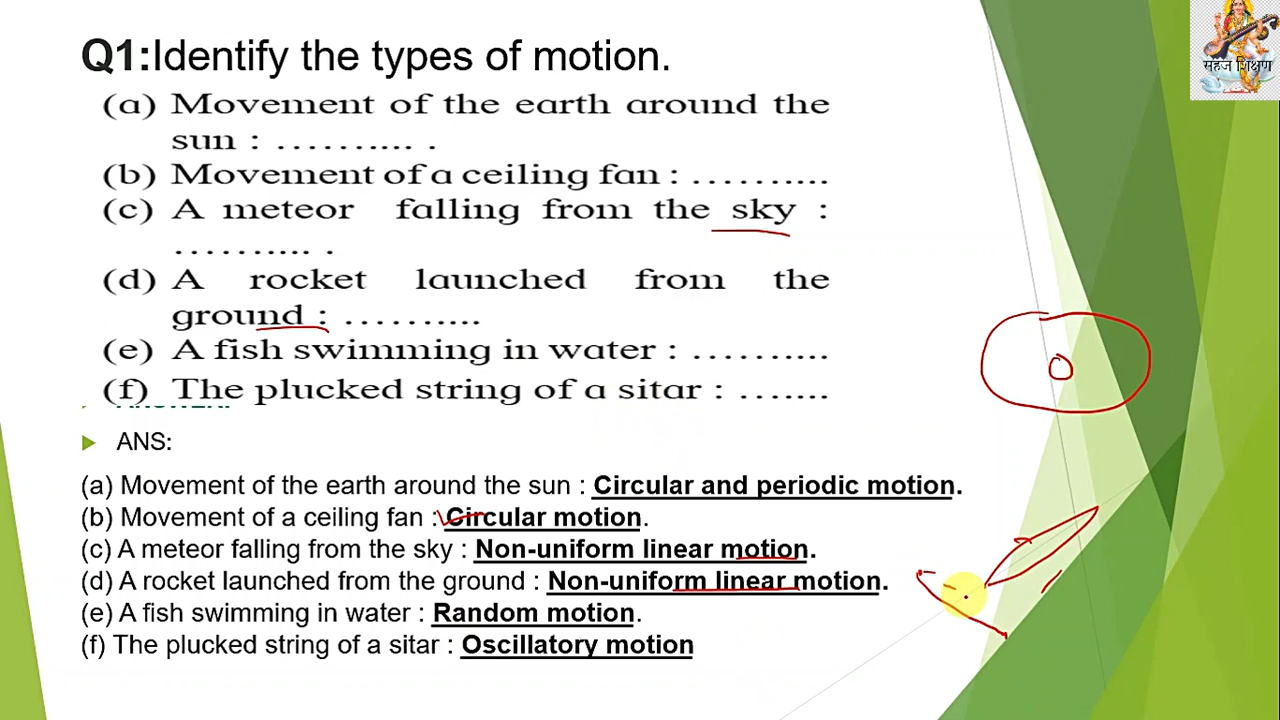 सहज शिक्षण
Q1:Identify the types of motion.
(a) Movement of the earth around the
sun : ……….... .
(b) Movement of a ceiling fan : ……….…
(c) A meteor falling from the sky :
……….... .
(d) A rocket launched from the
ground : ……….…
(e) A fish swimming in water : ……….…
(f) The plucked string of a sitar : ….…..
ANS:
(a) Movement of the earth around the sun : Circular and periodic motion.
(b) Movement of a ceiling fan : Circular motion.
(c) A meteor falling from the sky : Non-uniform linear motion.
(d) A rocket launched from the ground : Non-uniform linear motion.
(e) A fish swimming in water : Random motion.
(f) The plucked string of a sitar : Oscillatory motion